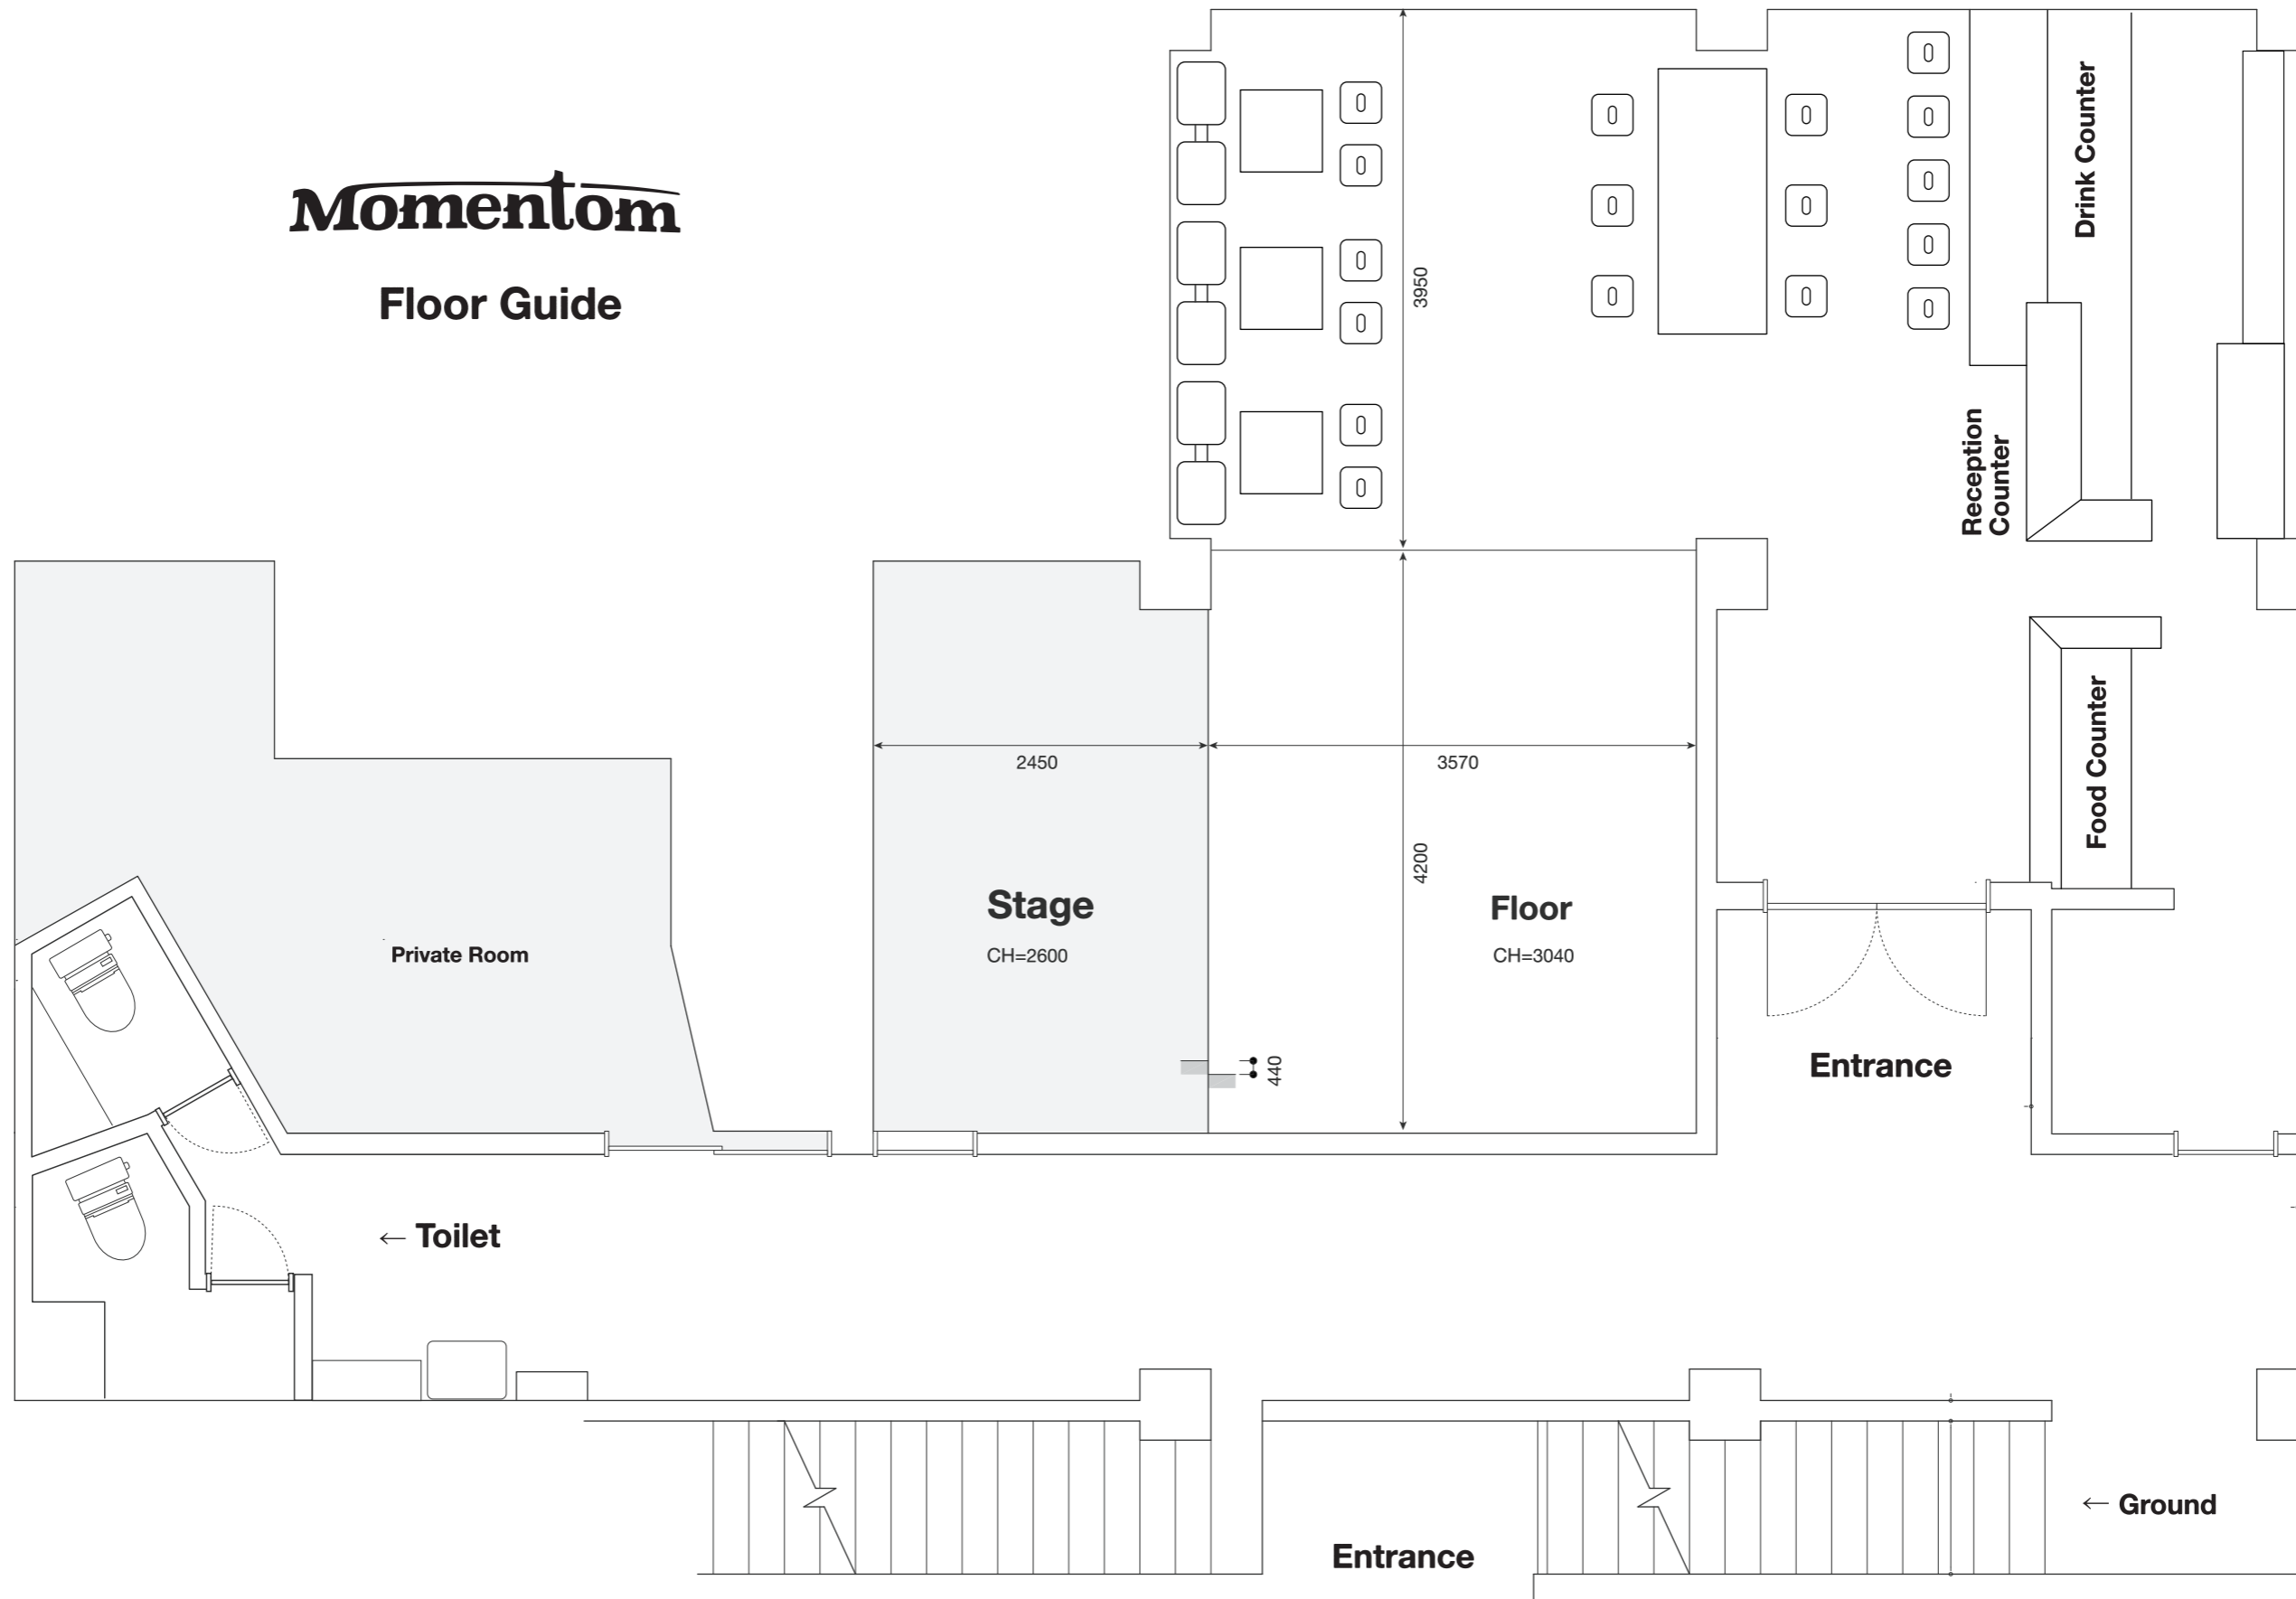 Momentom
Floor Guide
3950
Drink Counter
Reception
Counter
2450
3570
4200
Food Counter
Stage
CH=2600
Floor
CH=3040
Private Room
440
Entrance
← Toilet
← Ground
Entrance